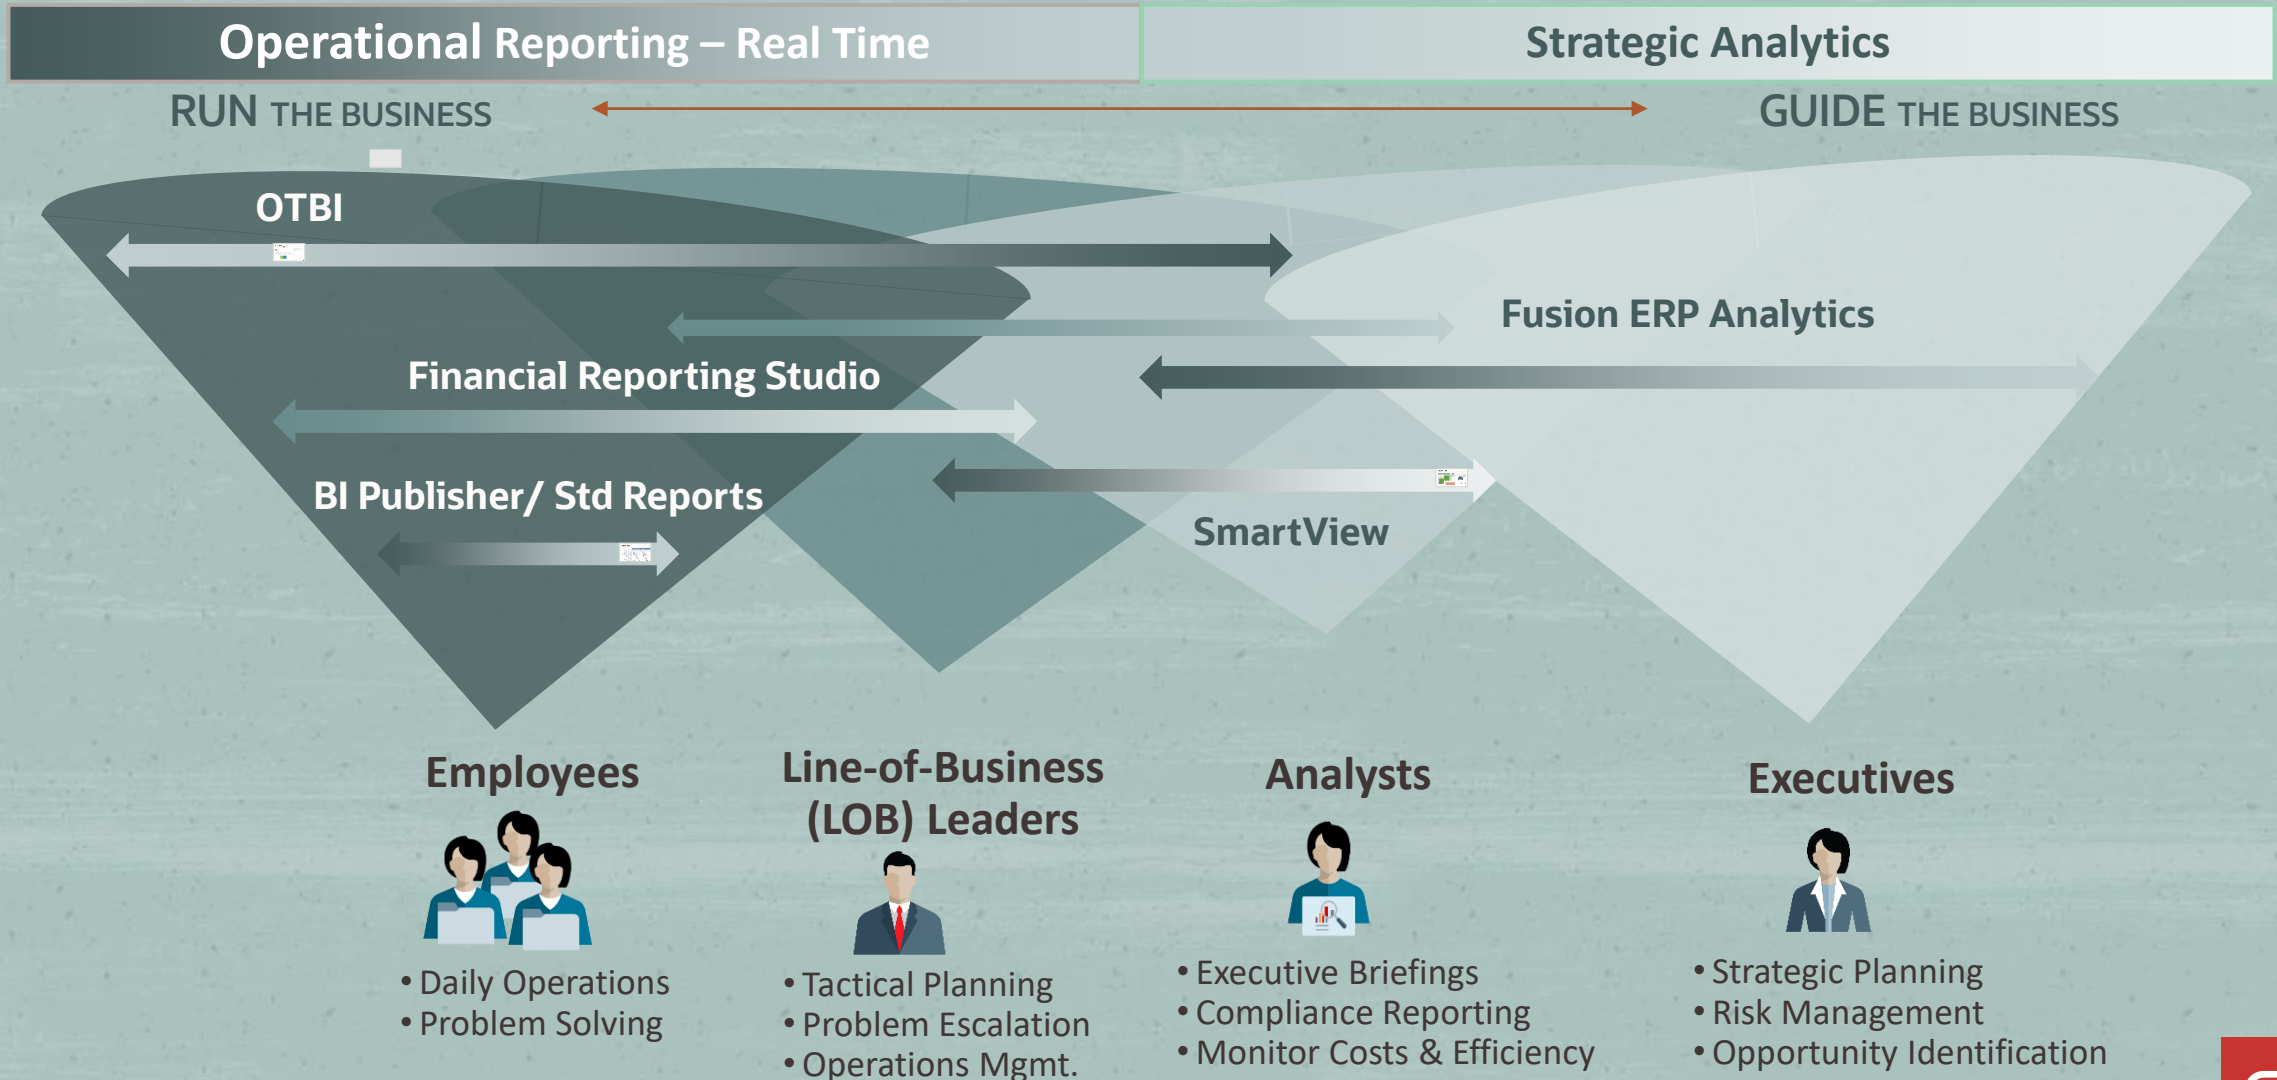 Operational Reporting – Real Time
Strategic Analytics
RUN THE BUSINESS
GUIDE THE BUSINESS
OTBI
Fusion ERP Analytics
Financial Reporting Studio
BI Publisher/ Std Reports
SmartView
Employees
• Daily Operations
• Problem Solving
Line-of-Business
(LOB) Leaders
• Tactical Planning
• Problem Escalation
• Operations Mgmt.
Analysts
• Executive Briefings
• Compliance Reporting
• Monitor Costs & Efficiency
Executives
• Strategic Planning
• Risk Management
• Opportunity Identification